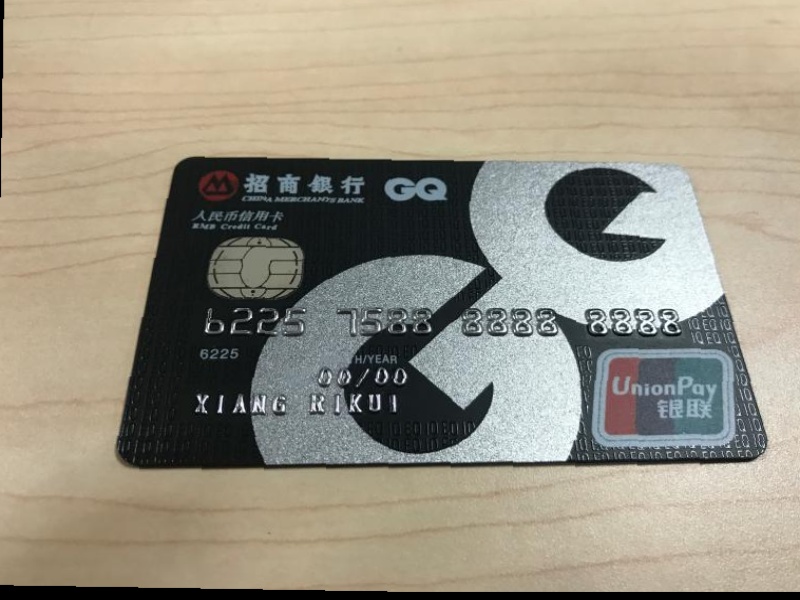 招商银行 GQ
CHINA MERCHANTS BANK
人民币信用卡
RMB Credit Card
6225 7588 8888 8888
6225
TH/YEAR
00/00
XIANG RIKUI
UnionPay
银联